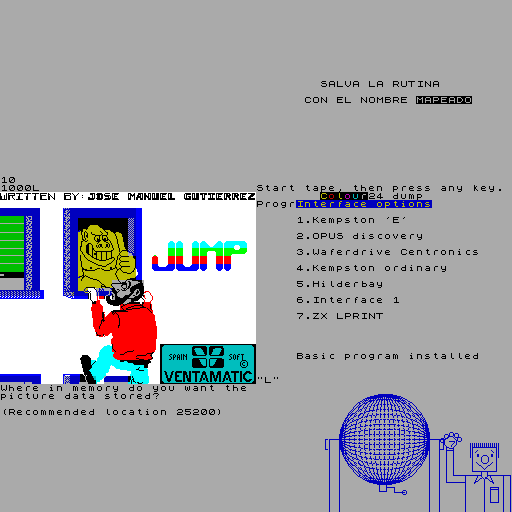 SALVA LA RUTINA
CON EL NOMBRE MAPEADO
10
1000L
WRITTEN BY: JOSE MANUEL GUTIERREZ
JUMP
SPAIN SOFT
©
VENTAMATIC
"L"
Where in memory do you want the
picture data stored?
(Recommended location 25200)
Start tape, then press any key.
Colour24 dump
Progr
Interface options
1.Kempston 'E'
2.OPUS discovery
3.Waferdrive Centronics
4.Kempston ordinary
5.Hilderbay
6.Interface 1
7.ZX LPRINT
Basic program installed